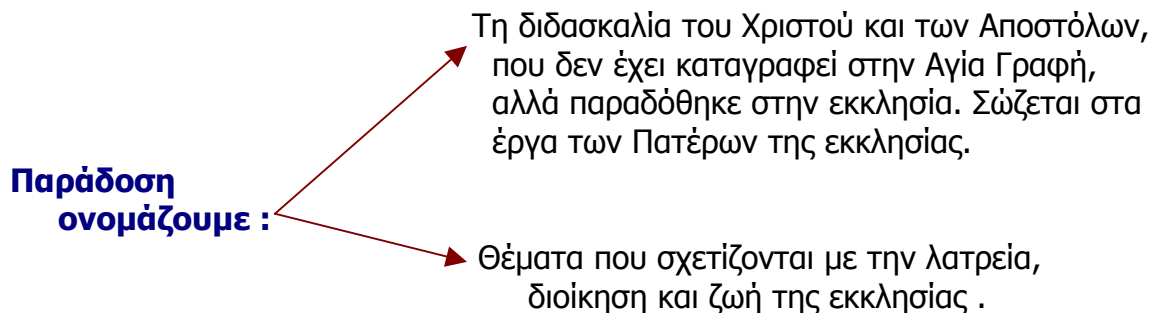 Τη διδασκαλία του Χριστού και των Αποστόλων,
που δεν έχει καταγραφεί στην Αγία Γραφή,
αλλά παραδόθηκε στην εκκλησία. Σώζεται στα
έργα των Πατέρων της εκκλησίας.
Παράδοση
ονομάζουμε :
Θέματα που σχετίζονται με την λατρεία,
διοίκηση και ζωή της εκκλησίας .